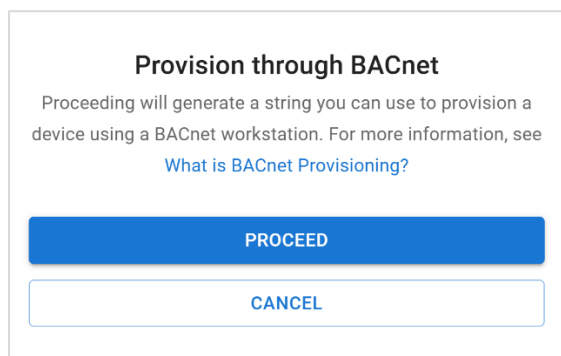 Provision through BACnet
Proceeding will generate a string you can use to provision a
device using a BACnet workstation. For more information, see
What is BACnet Provisioning?
PROCEED
CANCEL